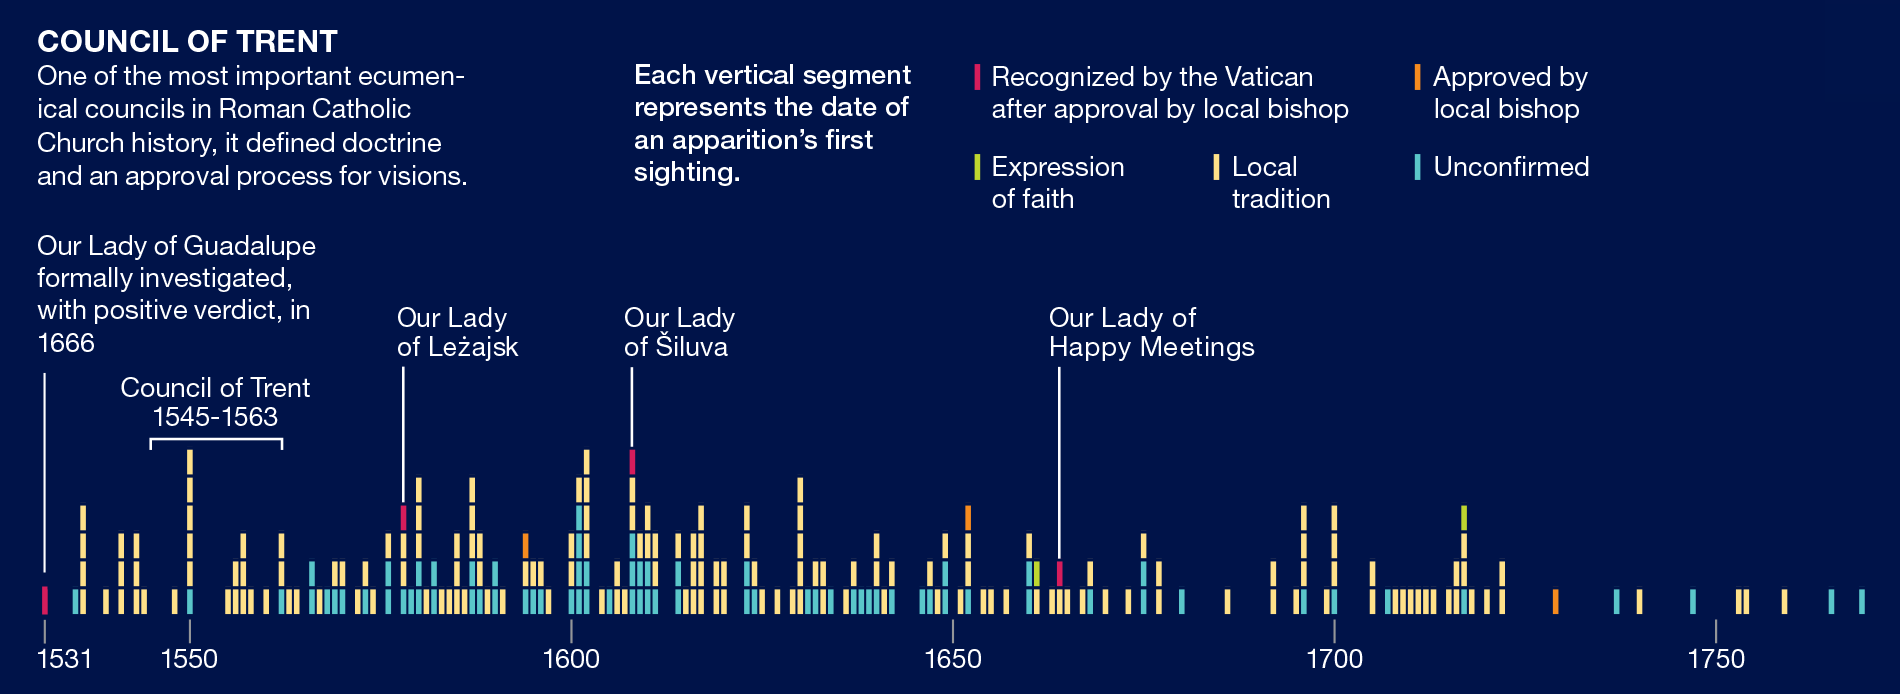 COUNCIL OF TRENT
One of the most important ecumen-
ical councils in Roman Catholic
Church history, it defined doctrine
and an approval process for visions.
Each vertical segment
represents the date of
an apparition’s first
sighting.
Recognized by the Vatican
after approval by local bishop
Approved by
local bishop
Expression
of faith
Local
tradition
Unconfirmed
Our Lady of Guadalupe
formally investigated,
with positive verdict, in
1666
Council of Trent
1545-1563
Our Lady
of Leżajsk
Our Lady
of Šiluva
Our Lady of
Happy Meetings
1531 1550 1600 1650 1700 1750